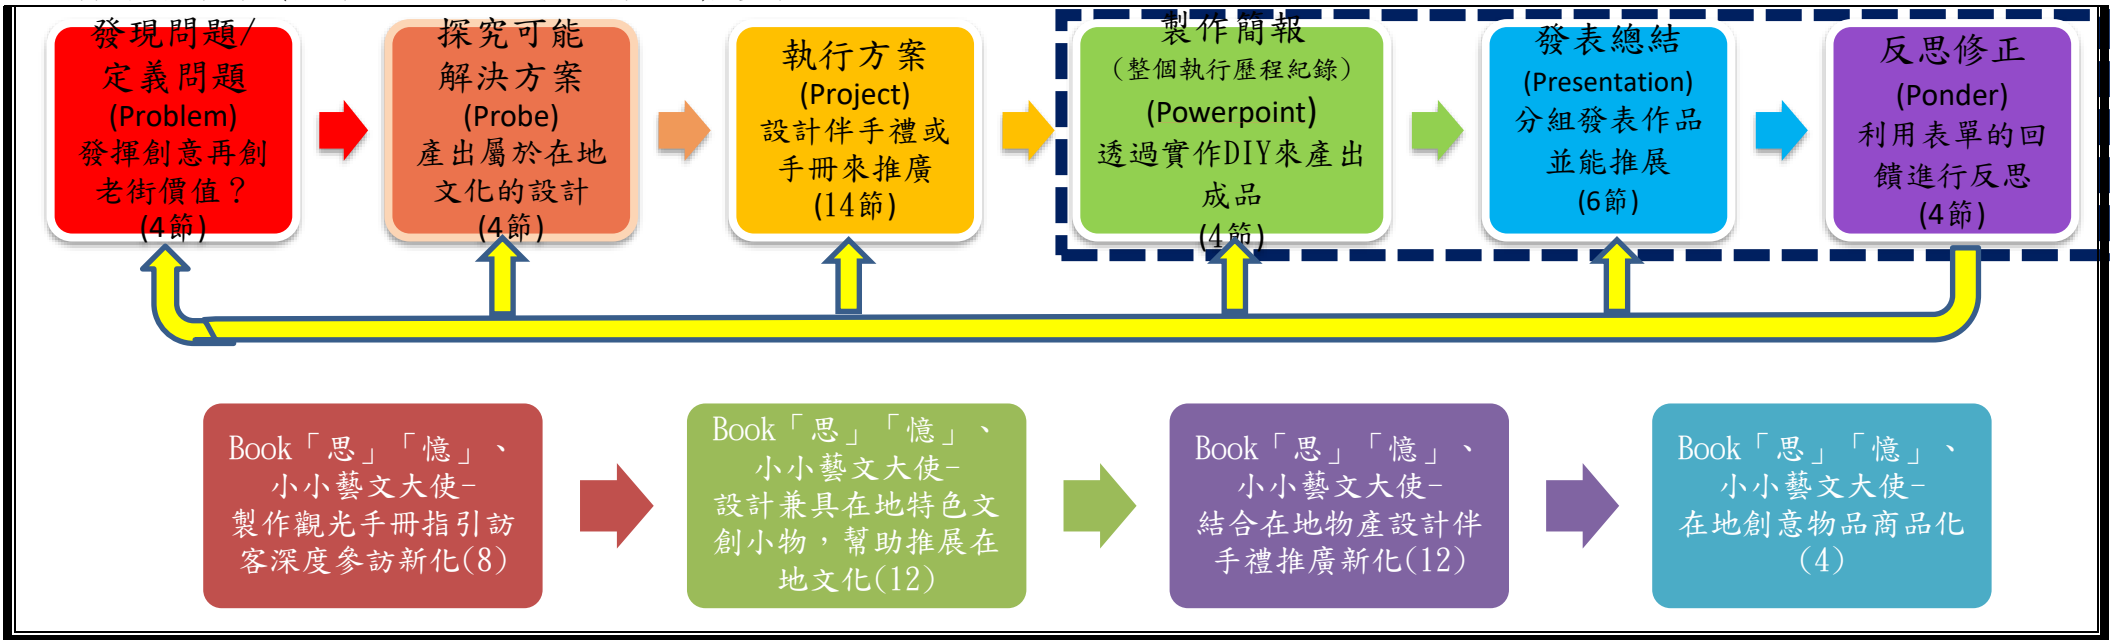 發現問題/
定義問題
(Problem)
發揮創意再創
老街價值？
(4節)
探究可能
解決方案
(Probe)
產出屬於在地
文化的設計
(4節)
執行方案
(Project)
設計伴手禮或
手冊來推廣
(14節)
製作簡報
(整個執行歷程紀錄)
(Powerpoint)
透過實作DIY來產出
成品
(4節)
發表總結
(Presentation)
分組發表作品
並能推展
(6節)
反思修正
(Ponder)
利用表單的回
饋進行反思
(4節)
Book「思」「憶」、
小小藝文大使-
製作觀光手冊指引訪
客深度參訪新化(8)
Book「思」「憶」、
小小藝文大使-
設計兼具在地特色文
創小物，幫助推展在
地文化(12)
Book「思」「憶」、
小小藝文大使-
結合在地物產設計伴
手禮推廣新化(12)
Book「思」「憶」、
小小藝文大使-
在地創意物品商品化
(4)